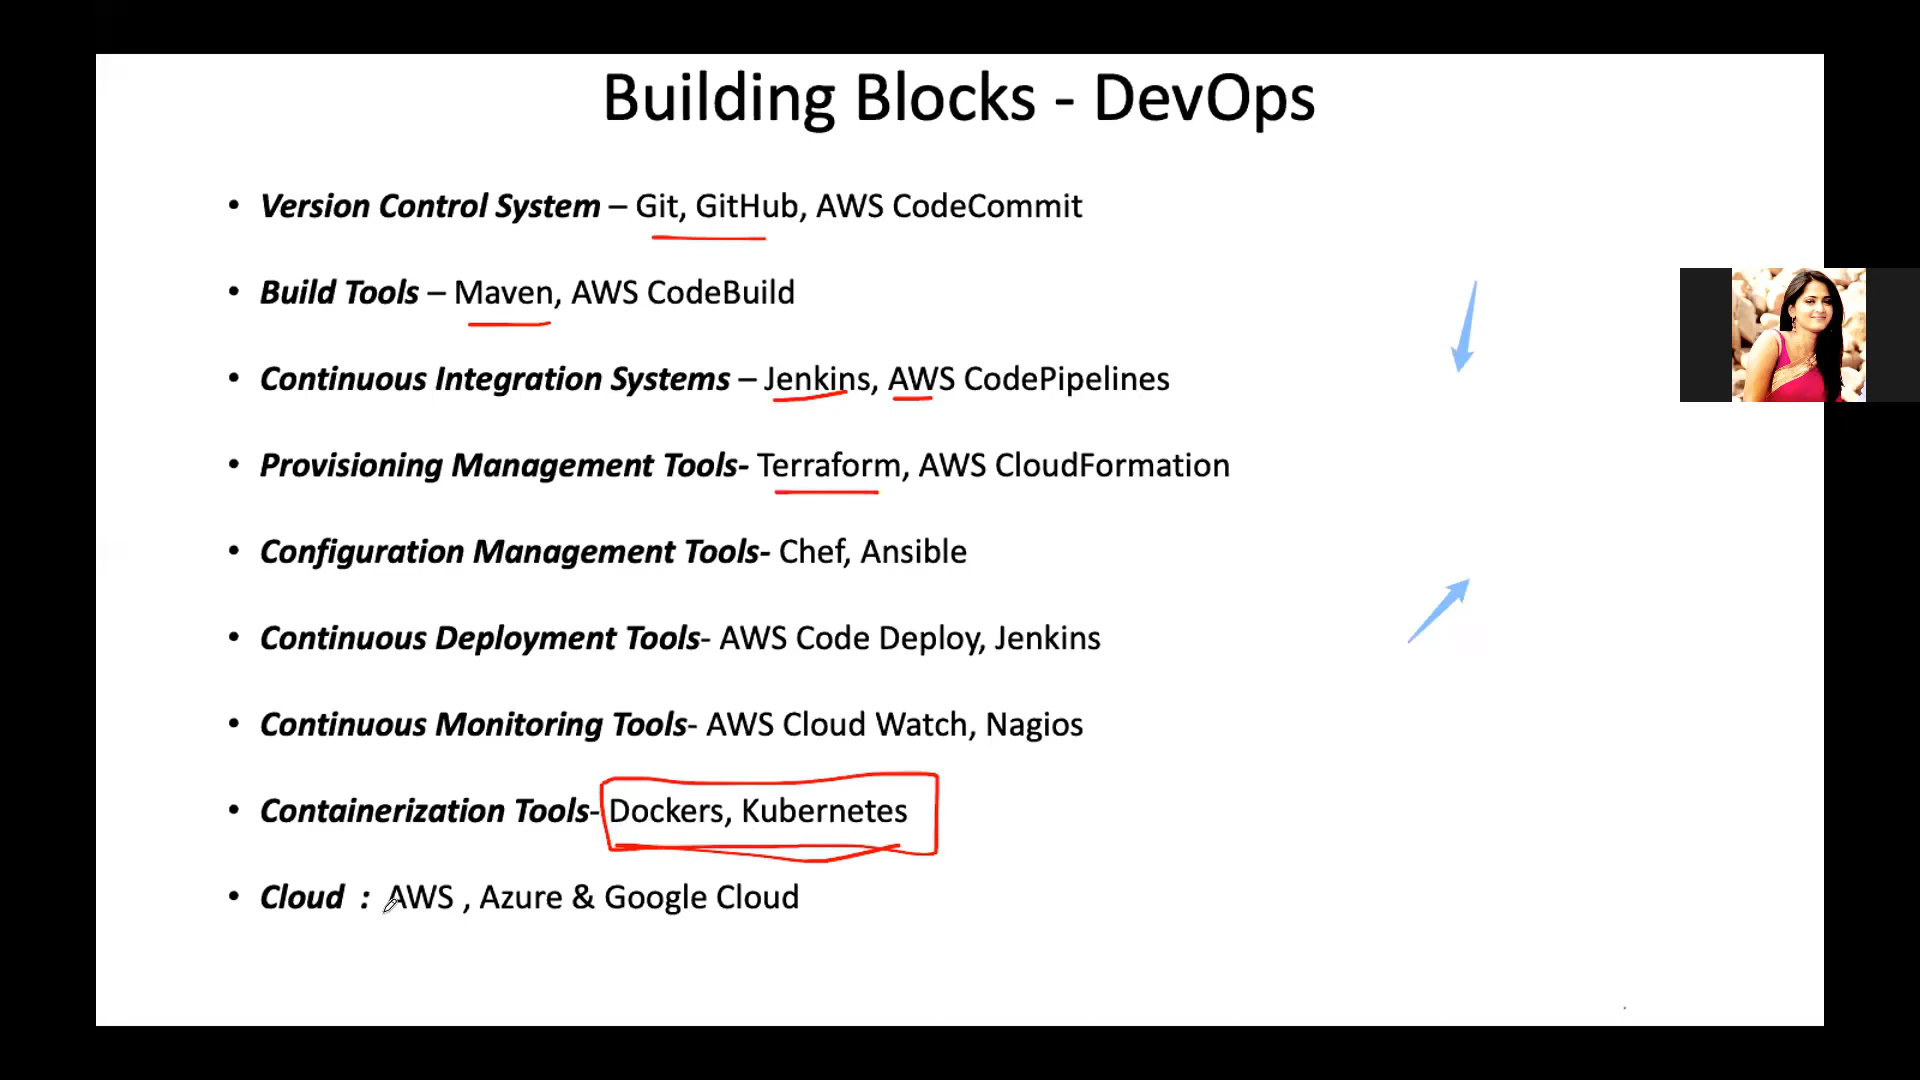 Building Blocks - DevOps
• Version Control System – Git, GitHub, AWS CodeCommit
• Build Tools – Maven, AWS CodeBuild
• Continuous Integration Systems – Jenkins, AWS CodePipelines
• Provisioning Management Tools- Terraform, AWS CloudFormation
• Configuration Management Tools- Chef, Ansible
• Continuous Deployment Tools- AWS Code Deploy, Jenkins
• Continuous Monitoring Tools- AWS Cloud Watch, Nagios
• Containerization Tools- Dockers, Kubernetes
• Cloud : AWS , Azure & Google Cloud